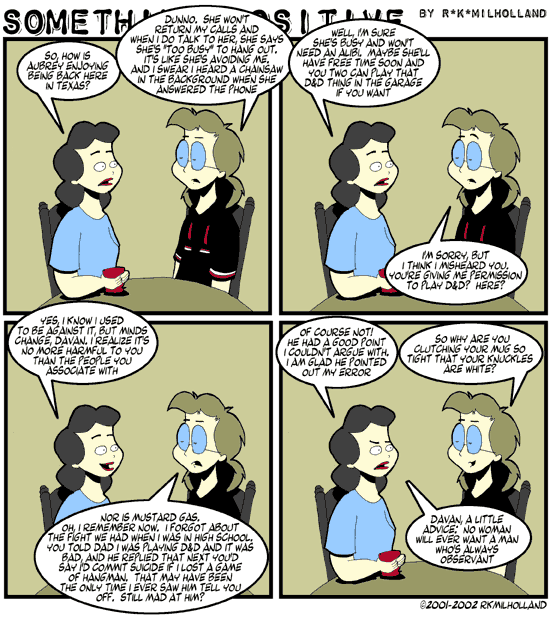 SOMETHING POSITIVE BY R*K*MILHOLLAND
SO, HOW IS
AUBREY ENJOYING
BEING BACK HERE
IN TEXAS?
DUNNO. SHE WON'T
RETURN MY CALLS AND
WHEN I DO TALK TO HER, SHE SAYS
SHE'S "TOO BUSY" TO HANG OUT.
IT'S LIKE SHE'S AVOIDING ME,
AND I SWEAR I HEARD A CHAINSAW
IN THE BACKGROUND WHEN SHE
ANSWERED THE PHONE
WELL, I'M SURE
SHE'S BUSY AND WON'T
NEED AN ALIBI. MAYBE SHE'LL
HAVE FREE TIME SOON AND
YOU TWO CAN PLAY THAT
D&D THING IN THE GARAGE
IF YOU WANT
I'M SORRY, BUT
I THINK I MISHEARD YOU.
YOU'RE GIVING ME PERMISSION
TO PLAY D&D? HERE?
YES, I KNOW I USED
TO BE AGAINST IT, BUT MINDS
CHANGE, DAVAN. I REALIZE IT'S
NO MORE HARMFUL TO YOU
THAN THE PEOPLE YOU
ASSOCIATE WITH
NOR IS MUSTARD GAS.
OH, I REMEMBER NOW. I FORGOT ABOUT
THE FIGHT WE HAD WHEN I WAS IN HIGH SCHOOL.
YOU TOLD DAD I WAS PLAYING D&D AND IT WAS
BAD, AND HE REPLIED THAT NEXT YOU'D
SAY I'D COMMIT SUICIDE IF I LOST A GAME
OF HANGMAN. THAT MAY HAVE BEEN
THE ONLY TIME I EVER SAW HIM TELL YOU
OFF. STILL MAD AT HIM?
OF COURSE NOT!
HE HAD A GOOD POINT
I COULDN'T ARGUE WITH.
I AM GLAD HE POINTED
OUT MY ERROR
SO WHY ARE YOU
CLUTCHING YOUR MUG SO
TIGHT THAT YOUR KNUCKLES
ARE WHITE?
DAVAN, A LITTLE
ADVICE; NO WOMAN
WILL EVER WANT A MAN
WHO'S ALWAYS
OBSERVANT
©2001-2002 RKMILHOLLAND